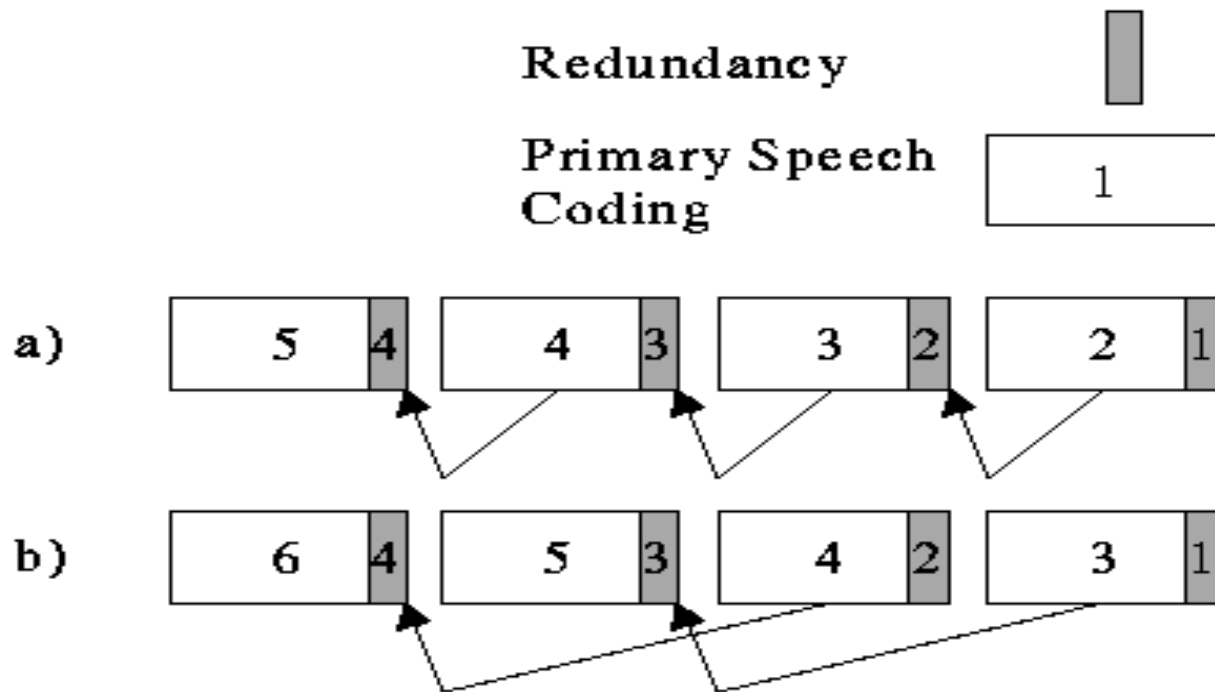 Redundancy
Primary Speech
Coding
1
a) 5 4 4 3 3 2 2 1
b) 6 4 5 3 4 2 3 1